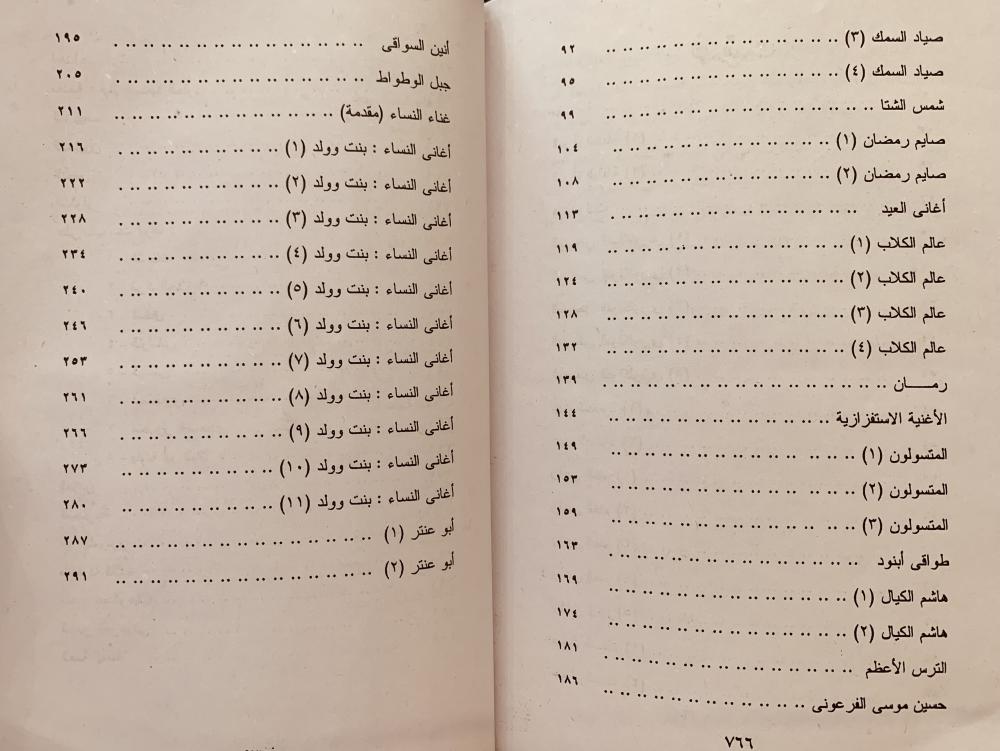 صياد السمك (٣) .. .. .. .. .. .. .. .. .. .. .. .. .. .. ٩٢
صياد السمك (٤) .. .. .. .. .. .. .. .. .. .. .. .. .. .. ٩٥
شمس الشتا .. .. .. .. .. .. .. .. .. .. .. .. .. .. .. .. ٩٩
صايم رمضان (١) .. .. .. .. .. .. .. .. .. .. .. .. .. ١٠٤
صايم رمضان (٢) .. .. .. .. .. .. .. .. .. .. .. .. .. ١٠٨
أغانى العيد .. .. .. .. .. .. .. .. .. .. .. .. .. .. . ١١٣
عالم الكلاب (١) .. .. .. .. .. .. .. .. .. .. .. .. .. .. ١١٩
عالم الكلاب (٢) .. .. .. .. .. .. .. .. .. .. .. .. .. .. ١٢٤
عالم الكلاب (٣) .. .. .. .. .. .. .. .. .. .. .. .. .. .. ١٢٨
عالم الكلاب (٤) .. .. .. .. .. .. .. .. .. .. .. .. .. .. ١٣٢
رمـــــان .. .. .. .. .. .. .. .. .. .. .. .. .. .. .. .. .. ١٣٩
الأغنية الاستفزازية .. .. .. .. .. .. .. .. .. .. .. .. .. ١٤٤
المتسولون (١) .. .. .. .. .. .. .. .. .. .. .. .. .. .. .. ١٤٩
المتسولون (٢) .. .. .. .. .. .. .. .. .. .. .. .. .. .. .. ١٥٣
المتسولون (٣) .. .. .. .. .. .. .. .. .. .. .. .. .. .. .. ١٥٩
طواقى أبنود .. .. .. .. .. .. .. .. .. .. .. .. .. .. .. ١٦٣
هاشم الكيال (١) .. .. .. .. .. .. .. .. .. .. .. .. .. .. ١٦٩
هاشم الكيال (٢) .. .. .. .. .. .. .. .. .. .. .. .. .. .. ١٧٤
الترس الأعظم .. .. .. .. .. .. .. .. .. .. .. .. .. .. .. ١٨١
حسين موسى الفرعونى .. .. .. .. .. .. .. .. .. .. .. .. ١٨٦
٧٦٦
أنين السواقى .. .. .. .. .. .. .. .. .. .. .. .. .. .. . ١٩٥
جبل الوطواط .. .. .. .. .. .. .. .. .. .. .. .. .. .. . ٢٠٥
غناء النساء (مقدمة) .. .. .. .. .. .. .. .. .. .. .. .. .. ٢١١
أغانى النساء : بنت وولد (١) .. .. .. .. .. .. .. .. .. . ٢١٦
أغانى النساء : بنت وولد (٢) .. .. .. .. .. .. .. .. .. . ٢٢٢
أغانى النساء : بنت وولد (٣) .. .. .. .. .. .. .. .. .. . ٢٢٨
أغانى النساء : بنت وولد (٤) .. .. .. .. .. .. .. .. .. . ٢٣٤
أغانى النساء : بنت وولد (٥) .. .. .. .. .. .. .. .. .. . ٢٤٠
أغانى النساء : بنت وولد (٦) .. .. .. .. .. .. .. .. .. . ٢٤٦
أغانى النساء : بنت وولد (٧) .. .. .. .. .. .. .. .. .. . ٢٥٣
أغانى النساء : بنت وولد (٨) .. .. .. .. .. .. .. .. .. . ٢٦١
أغانى النساء : بنت وولد (٩) .. .. .. .. .. .. .. .. .. . ٢٦٦
أغانى النساء : بنت وولد (١٠) .. .. .. .. .. .. .. .. .. ٢٧٣
أغانى النساء : بنت وولد (١١) .. .. .. .. .. .. .. .. .. ٢٨٠
أبو عنتر (١) .. .. .. .. .. .. .. .. .. .. .. .. .. .. .. ٢٨٧
أبو عنتر (٢) .. .. .. .. .. .. .. .. .. .. .. .. .. .. .. ٢٩١